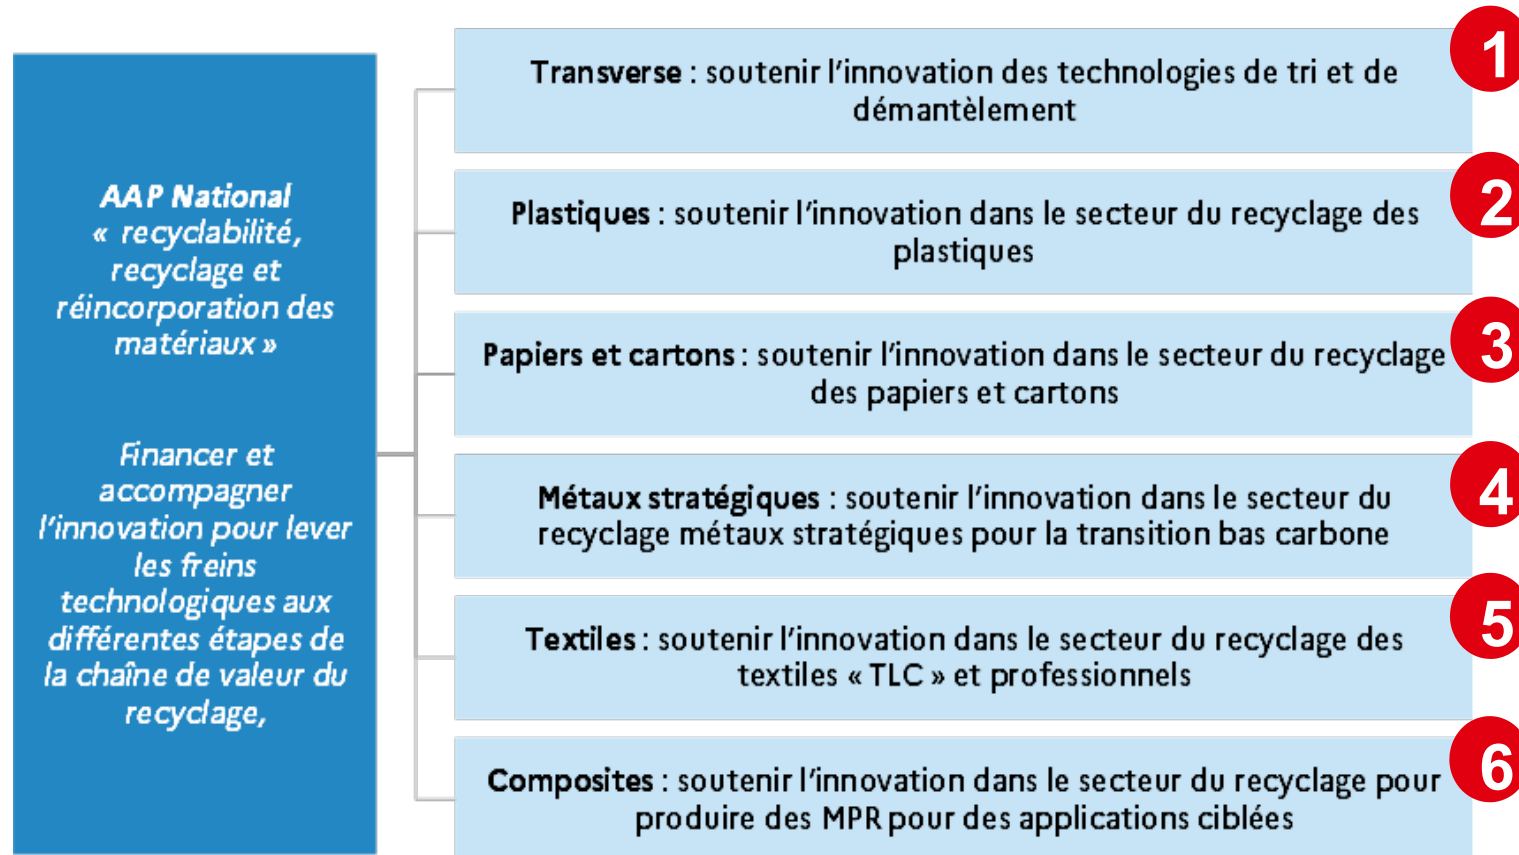 AAP National
« recyclabilité,
recyclage et
réincorporation des
matériaux »
Financer et
accompagner
l'innovation pour lever
les freins
technologiques aux
différentes étapes de
la chaîne de valeur du
recyclage,
1
Transverse : soutenir l'innovation des technologies de tri et de
démantèlement
2
Plastiques : soutenir l'innovation dans le secteur du recyclage des
plastiques
3
Papiers et cartons : soutenir l'innovation dans le secteur du recyclage
des papiers et cartons
4
Métaux stratégiques : soutenir l'innovation dans le secteur du
recyclage métaux stratégiques pour la transition bas carbone
5
Textiles : soutenir l'innovation dans le secteur du recyclage des
textiles « TLC » et professionnels
6
Composites : soutenir l'innovation dans le secteur du recyclage pour
produire des MPR pour des applications ciblées